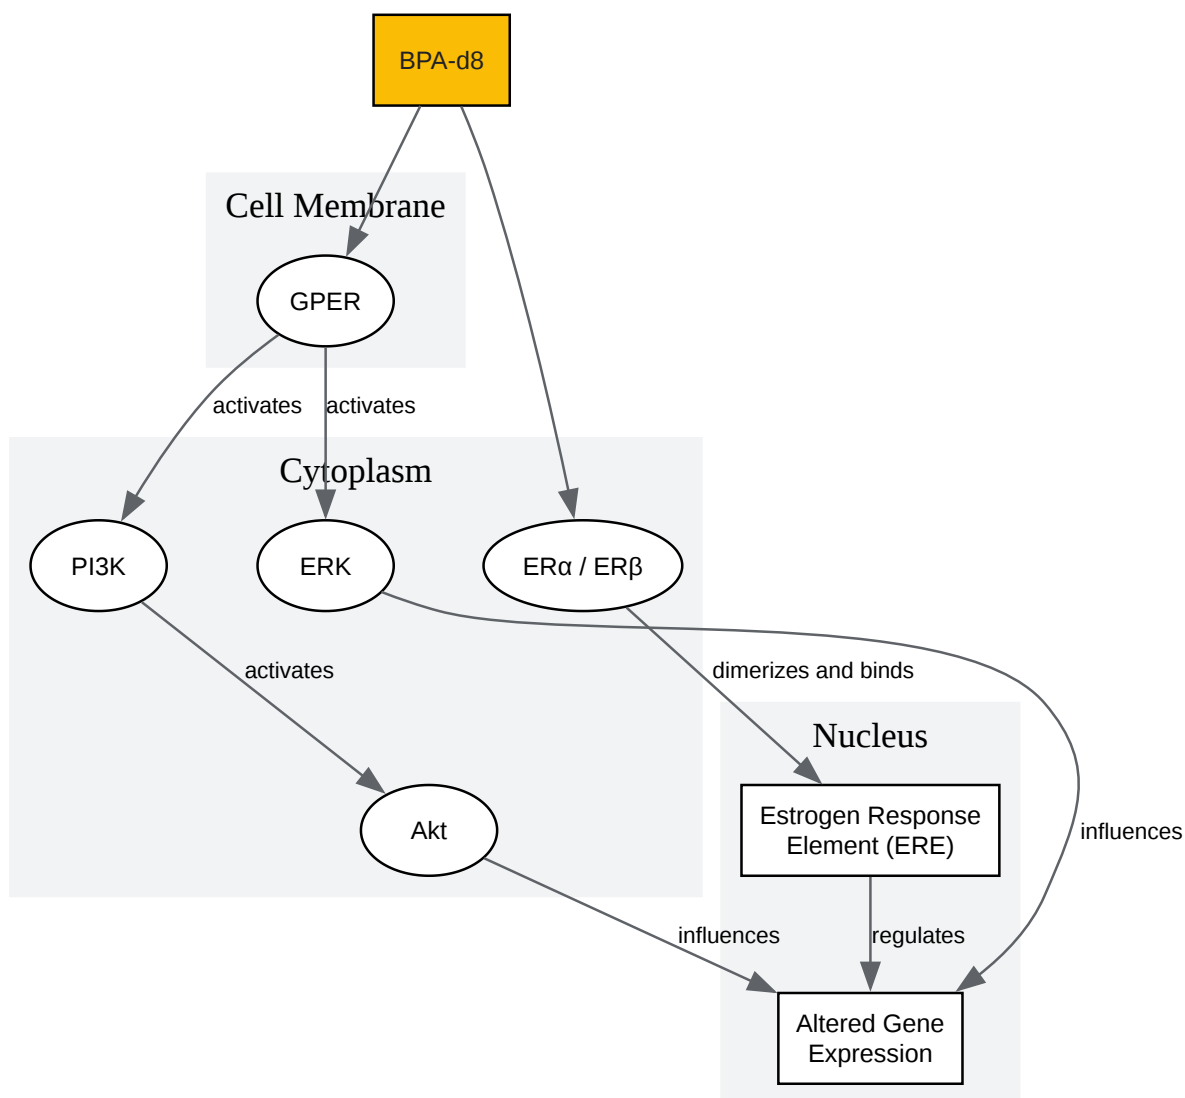 BPA-d8
Cell Membrane
GPER
activates
activates
Cytoplasm
PI3K
ERK
ERα / ERβ
activates
dimerizes and binds
Nucleus
Akt
Estrogen Response
Element (ERE)
influences
influences
regulates
Altered Gene
Expression